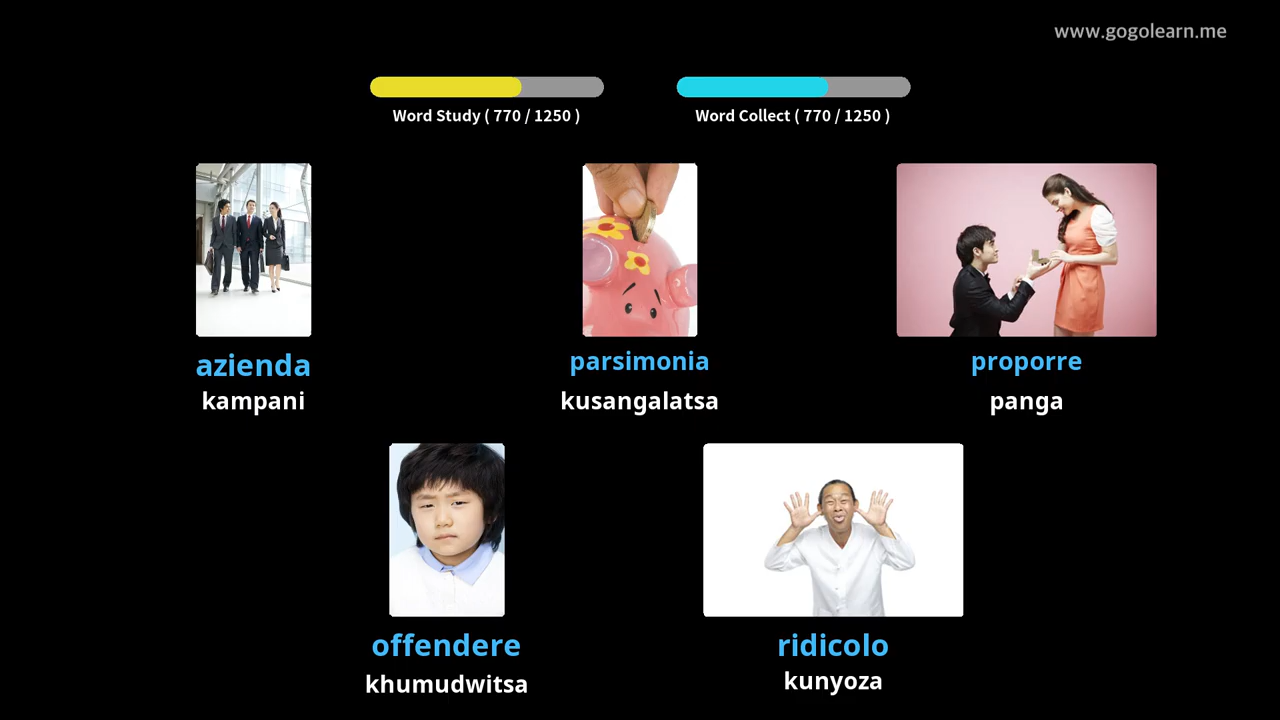 www.gogolearn.me
Word Study ( 770 / 1250 )
Word Collect ( 770 / 1250 )
azienda
kampani
parsimonia
kusangalatsa
proporre
panga
offendere
khumudwitsa
ridicolo
kunyoza